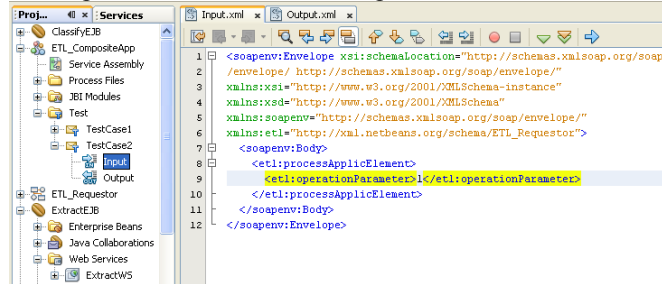 Proj...
Services
Input.xml
Output.xml
ClassifyEJB
ETL_CompositeApp
Service Assembly
Process Files
JBI Modules
Test
TestCase1
TestCase2
Input
Output
ETL_Requestor
ExtractEJB
Enterprise Beans
Java Collaborations
Web Services
ExtractWS
1 <soapenv:Envelope xsi:schemaLocation="http://schemas.xmlsoap.org/soap
2 /envelope/ http://schemas.xmlsoap.org/soap/envelope/"
3 xmlns:xsi="http://www.w3.org/2001/XMLSchema-instance"
4 xmlns:xsd="http://www.w3.org/2001/XMLSchema"
5 xmlns:soapenv="http://schemas.xmlsoap.org/soap/envelope/"
6 xmlns:etl="http://xml.netbeans.org/schema/ETL_Requestor">
7 <soapenv:Body>
8 <etl:processApplicElement>
9 <etl:operationParameter>1</etl:operationParameter>
10 </etl:processApplicElement>
11 </soapenv:Body>
12 </soapenv:Envelope>